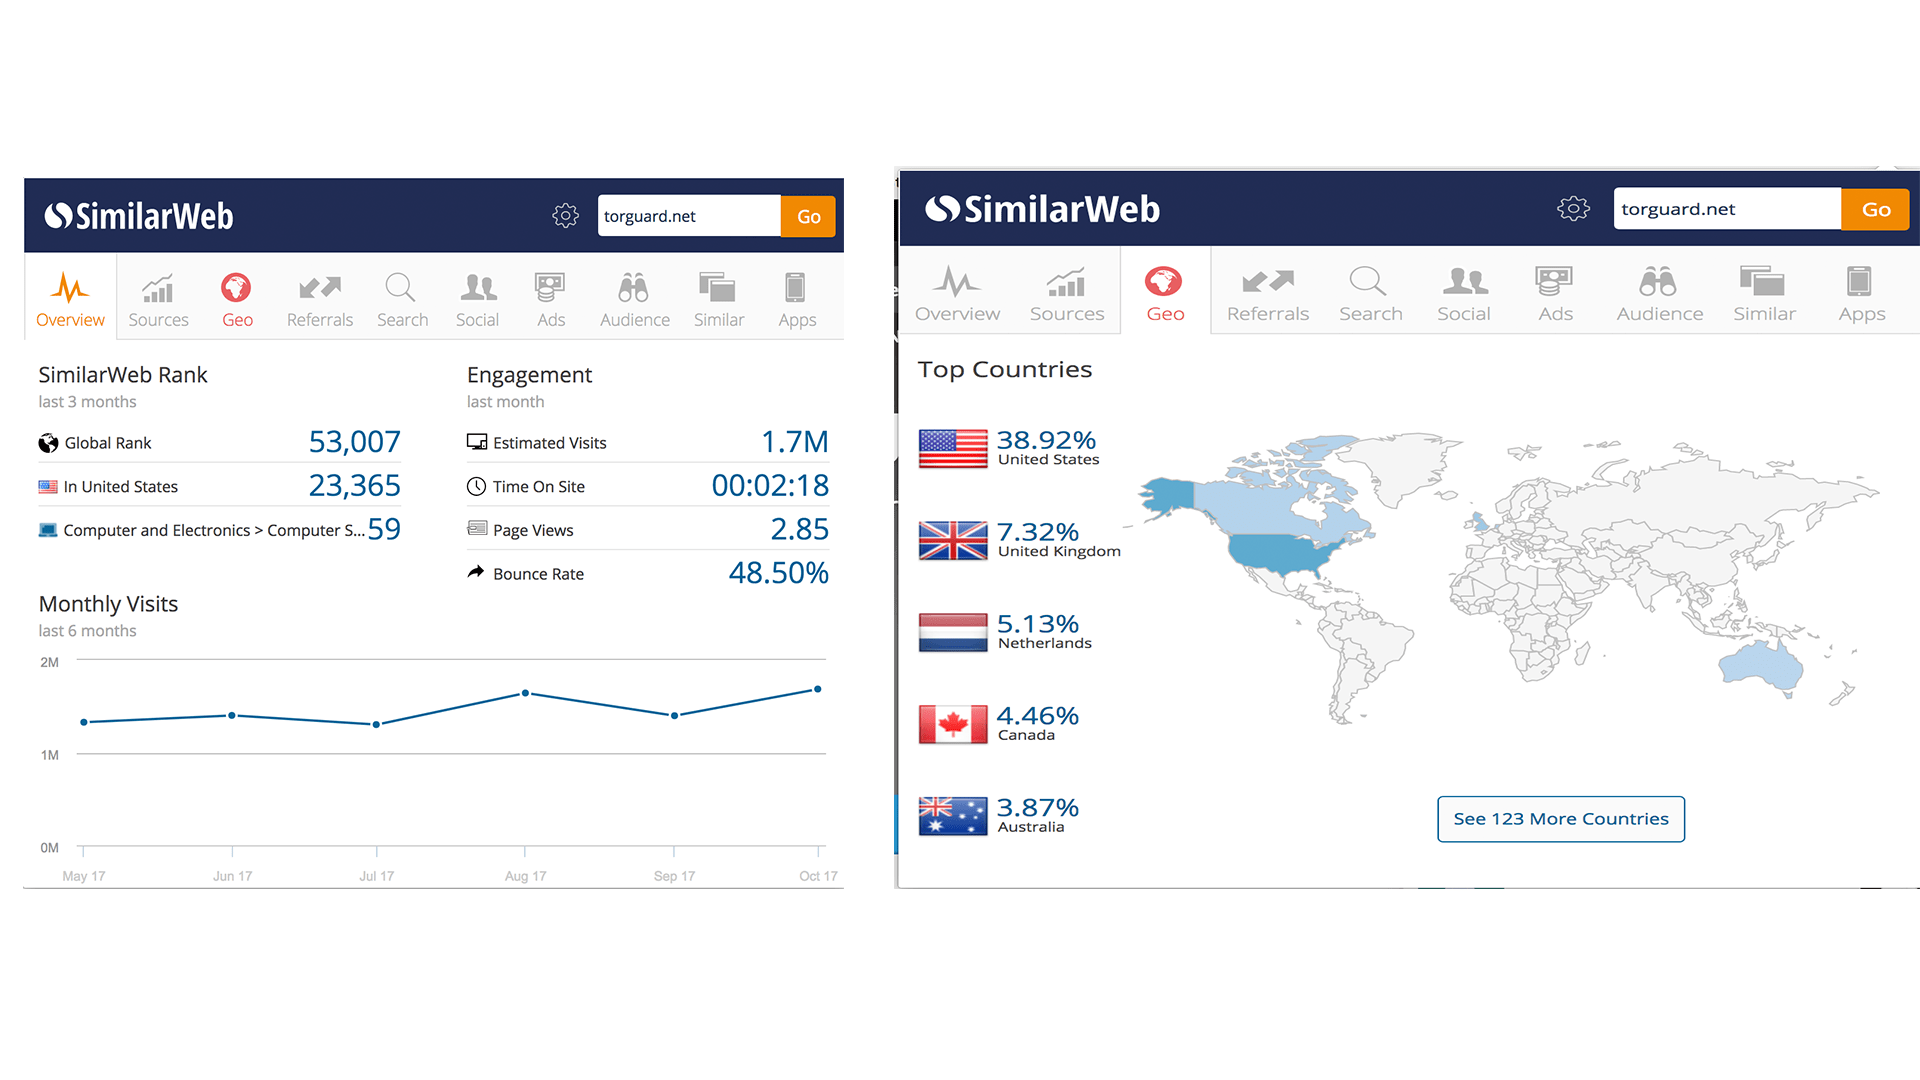 SimilarWeb
torguard.net
Go
Overview
Sources
Geo
Referrals
Search
Social
Ads
Audience
Similar
Apps
SimilarWeb Rank
last 3 months
Global Rank 53,007
In United States 23,365
Computer and Electronics > Computer S... 59
Engagement
last month
Estimated Visits 1.7M
Time On Site 00:02:18
Page Views 2.85
Bounce Rate 48.50%
Monthly Visits
last 6 months
2M
1M
0M
May 17 Jun 17 Jul 17 Aug 17 Sep 17 Oct 17
SimilarWeb
torguard.net
Go
Overview
Sources
Geo
Referrals
Search
Social
Ads
Audience
Similar
Apps
Top Countries
38.92%
United States
7.32%
United Kingdom
5.13%
Netherlands
4.46%
Canada
3.87%
Australia
See 123 More Countries